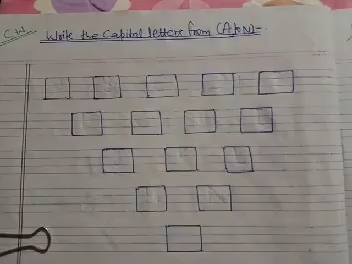 C.W.
Write the Capital letters from (A to N)=